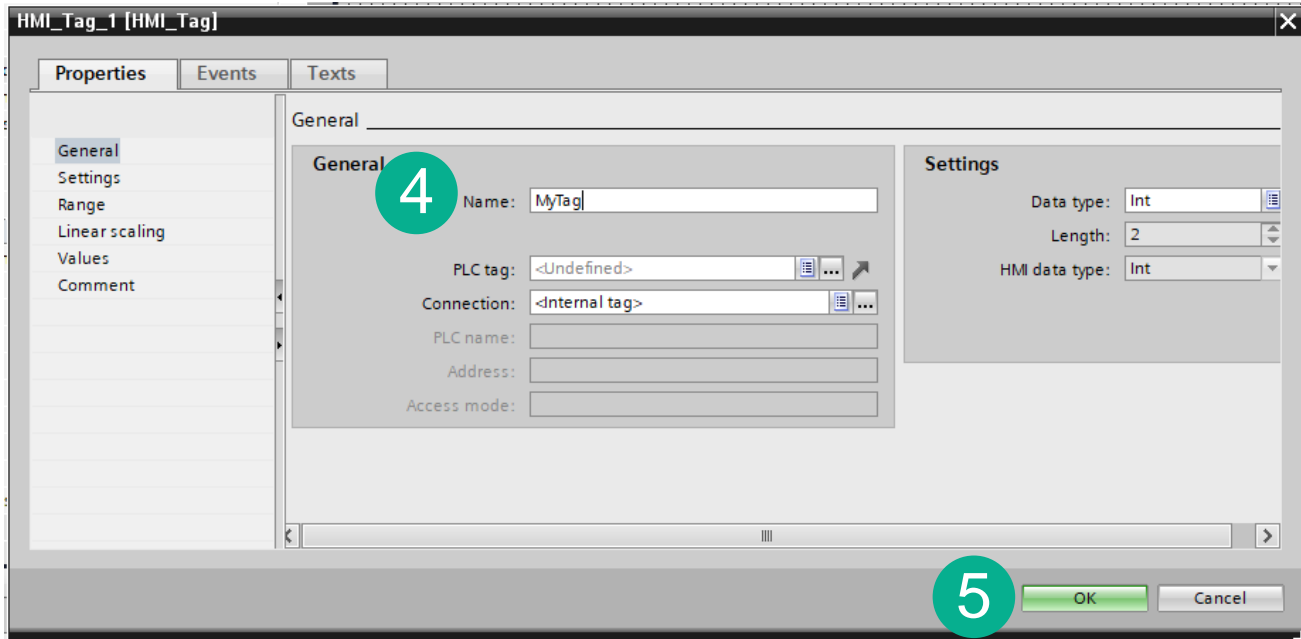 HMI_Tag_1 [HMI_Tag]
Properties
Events
Texts
General
Settings
Range
Linear scaling
Values
Comment
General
General
4
Name: MyTag
PLC tag: <Undefined>
Connection: <Internal tag>
PLC name:
Address:
Access mode:
Settings
Data type: Int
Length: 2
HMI data type: Int
5
OK
Cancel